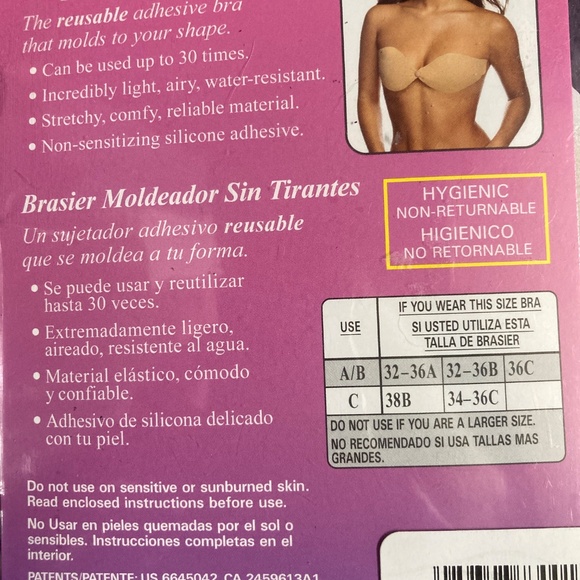 The reusable adhesive bra
that molds to your shape.
• Can be used up to 30 times.
• Incredibly light, airy, water-resistant.
• Stretchy, comfy, reliable material.
• Non-sensitizing silicone adhesive.
Brasier Moldeador Sin Tirantes
Un sujetador adhesivo reusable
que se moldea a tu forma.
• Se puede usar y reutilizar
hasta 30 veces.
• Extremadamente ligero,
aireado, resistente al agua.
• Material elástico, cómodo
y confiable.
• Adhesivo de silicona delicado
con tu piel.
HYGIENIC
NON-RETURNABLE
HIGIENICO
NO RETORNABLE
USE
IF YOU WEAR THIS SIZE BRA
SI USTED UTILIZA ESTA
TALLA DE BRASIER
A/B 32–36A 32–36B 36C
C 38B 34–36C
DO NOT USE IF YOU ARE A LARGER SIZE.
NO RECOMENDADO SI USA TALLAS MAS
GRANDES.
Do not use on sensitive or sunburned skin.
Read enclosed instructions before use.
No Usar en pieles quemadas por el sol o
sensibles. Instrucciones completas en el
interior.
PATENTS/PATENTE: US 6645042, CA 2459613A1